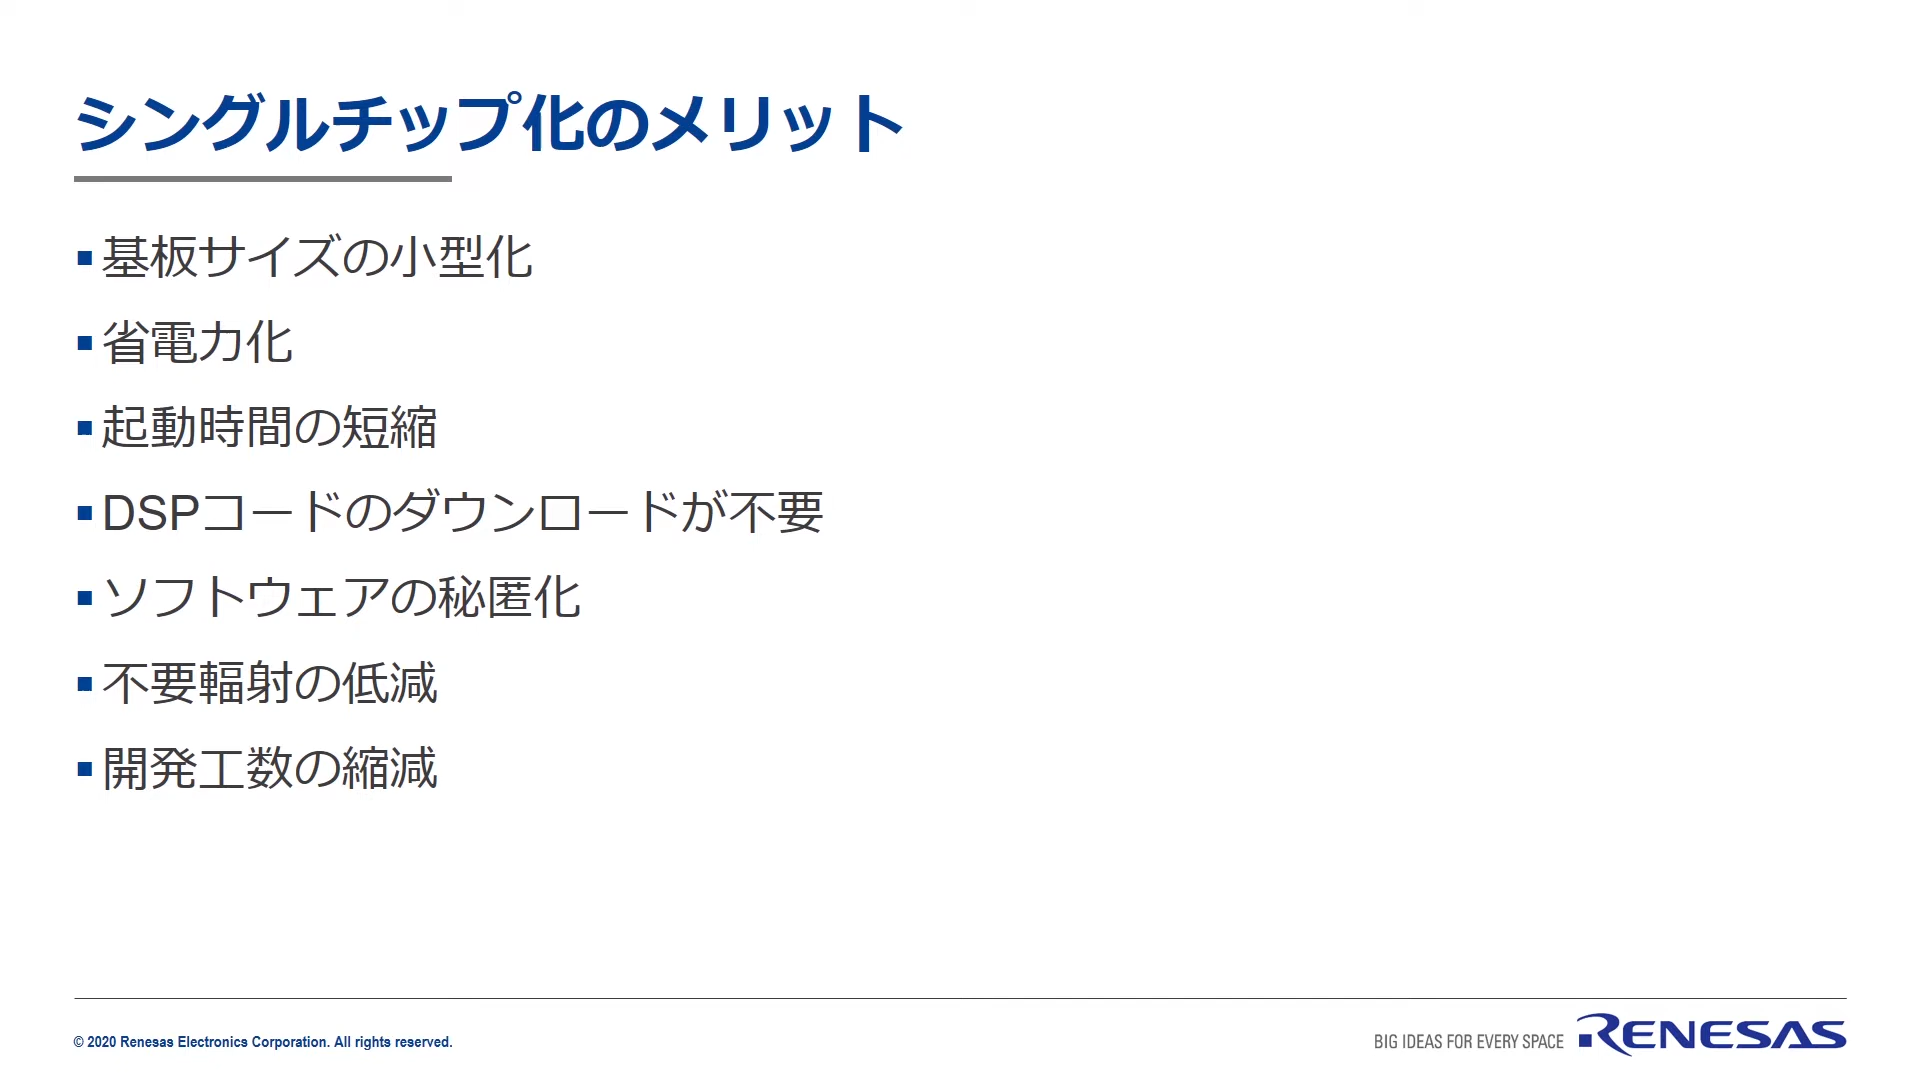 シングルチップ化のメリット
▪基板サイズの小型化
▪省電力化
▪起動時間の短縮
▪DSPコードのダウンロードが不要
▪ソフトウェアの秘匿化
▪不要輻射の低減
▪開発工数の縮減
© 2020 Renesas Electronics Corporation. All rights reserved.
BIG IDEAS FOR EVERY SPACE RENESAS